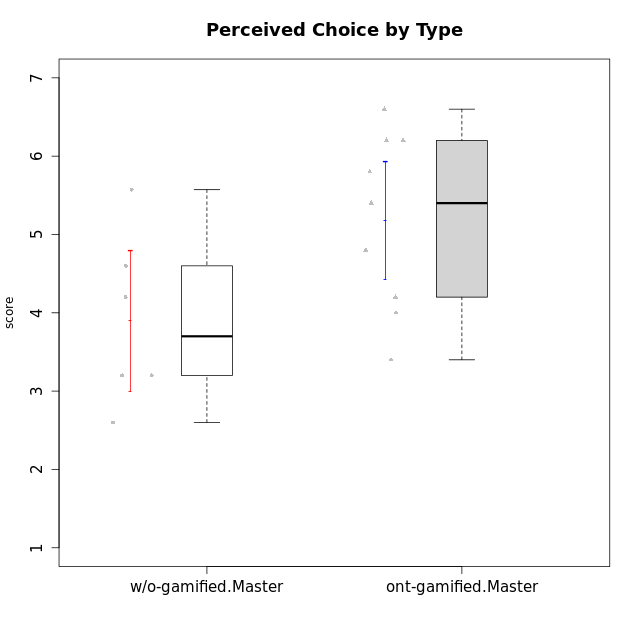 Perceived Choice by Type
7
6
5
4
3
2
1
score
w/o-gamified.Master
ont-gamified.Master